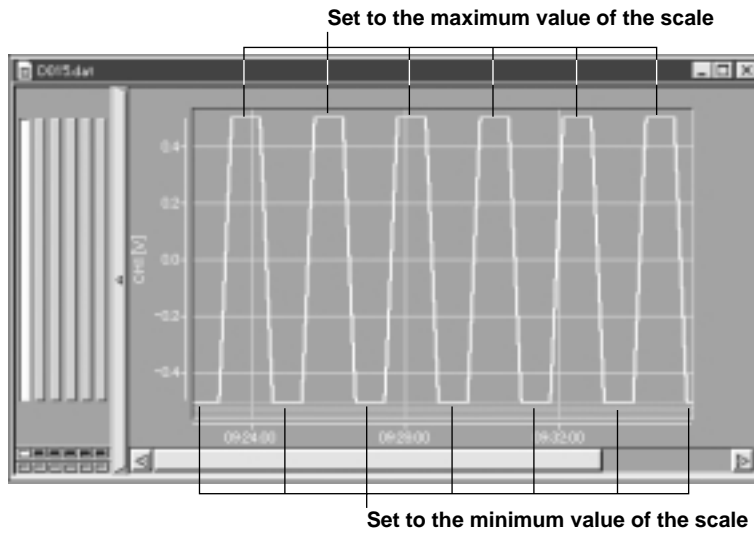 Set to the maximum value of the scale
D015.dat
0.4
0.2
CH1 [V]
0.0
-0.2
-0.4
09:24:00
09:28:00
09:32:00
Set to the minimum value of the scale